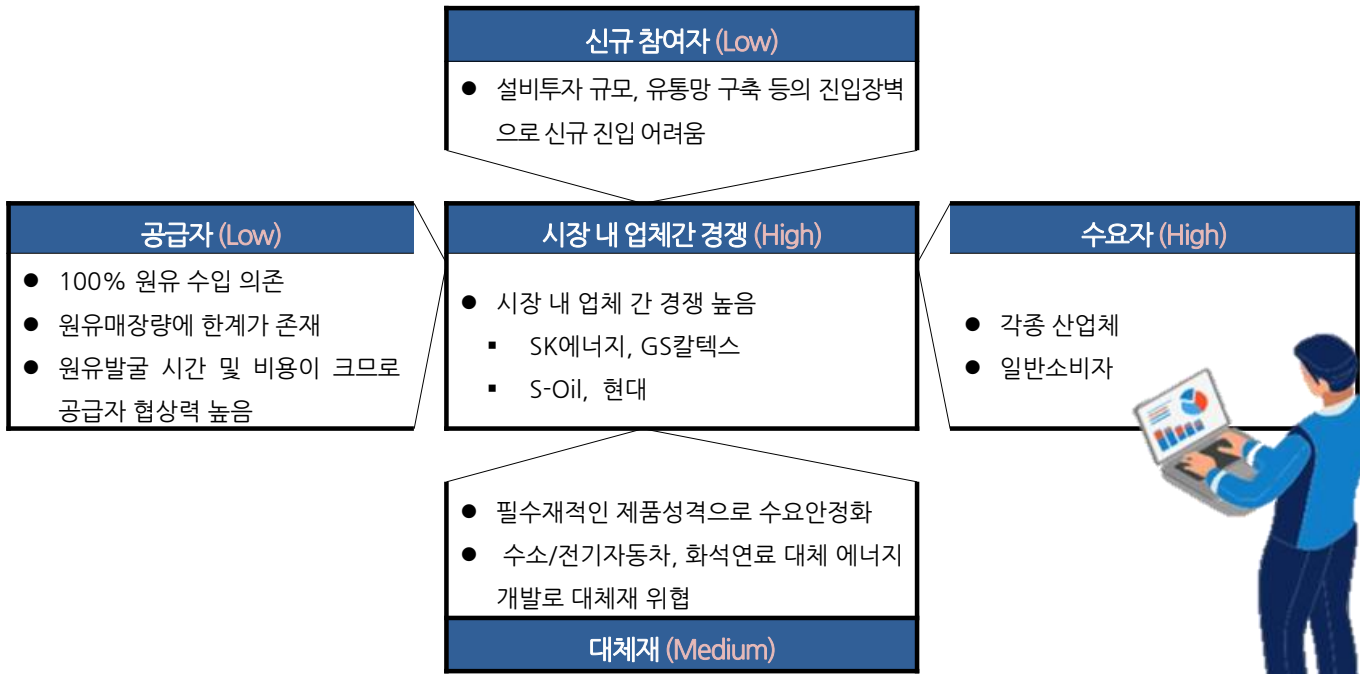 신규 참여자 (Low)
● 설비투자 규모, 유통망 구축 등의 진입장벽
으로 신규 진입 어려움
공급자 (Low)
● 100% 원유 수입 의존
● 원유매장량에 한계가 존재
● 원유발굴 시간 및 비용이 크므로
공급자 협상력 높음
시장 내 업체간 경쟁 (High)
● 시장 내 업체 간 경쟁 높음
▪ SK에너지, GS칼텍스
▪ S-Oil, 현대
수요자 (High)
● 각종 산업체
● 일반소비자
● 필수재적인 제품성격으로 수요안정화
● 수소/전기자동차, 화석연료 대체 에너지
개발로 대체재 위협
대체재 (Medium)